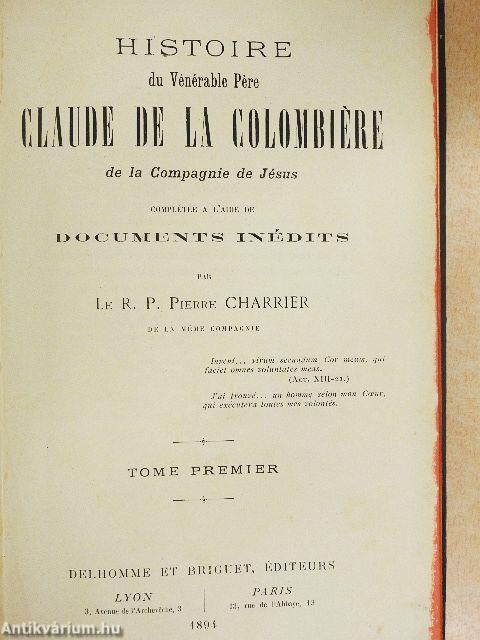 HISTOIRE
du Vénérable Père
CLAUDE DE LA COLOMBIÈRE
de la Compagnie de Jésus
COMPLÉTÉE A L'AIDE DE
DOCUMENTS INÉDITS
PAR
LE R. P. PIERRE CHARRIER
DE LA MÊME COMPAGNIE
Inveni... virum secundum Cor meum, qui
faciet omnes voluntates meas.
(ACT. XIII-21.)
J'ai trouvé... un homme selon mon Cœur,
qui exécutera toutes mes volontés.
TOME PREMIER
DELHOMME ET BRIGUET, ÉDITEURS
LYON
3, Avenue de l'Archevêché, 3
PARIS
13, rue de l'Abbaye, 13
1894
Antikvárium.hu